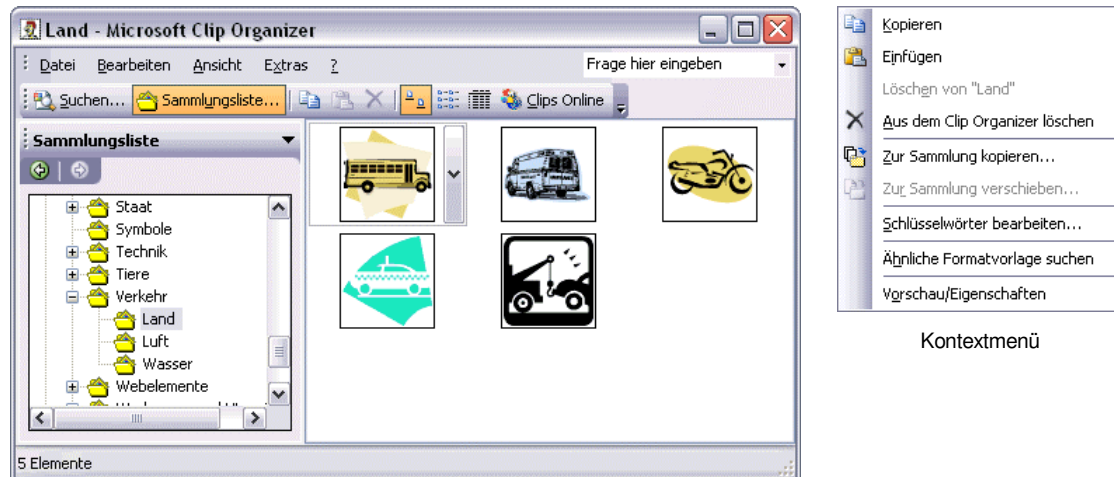 Land - Microsoft Clip Organizer
Datei Bearbeiten Ansicht Extras ? Frage hier eingeben
Suchen... Sammlungsliste... Clips Online
Sammlungsliste
Staat
Symbole
Technik
Tiere
Verkehr
Land
Luft
Wasser
Webelemente
5 Elemente
Kopieren
Einfügen
Löschen von "Land"
Aus dem Clip Organizer löschen
Zur Sammlung kopieren...
Zur Sammlung verschieben...
Schlüsselwörter bearbeiten...
Ähnliche Formatvorlage suchen
Vorschau/Eigenschaften
Kontextmenü